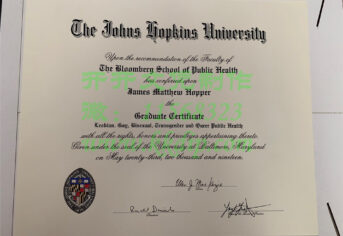 The Johns Hopkins University
Upon the recommendation of the Faculty of
The Bloomberg School of Public Health
has conferred upon
James Matthew Hopper
the
Graduate Certificate
Lesbian, Gay, Bisexual, Transgender and Queer Public Health
with all the rights, honors and privileges appertaining thereto.
Given under the seal of the University at Baltimore, Maryland
on May twenty-third, two thousand and nineteen.